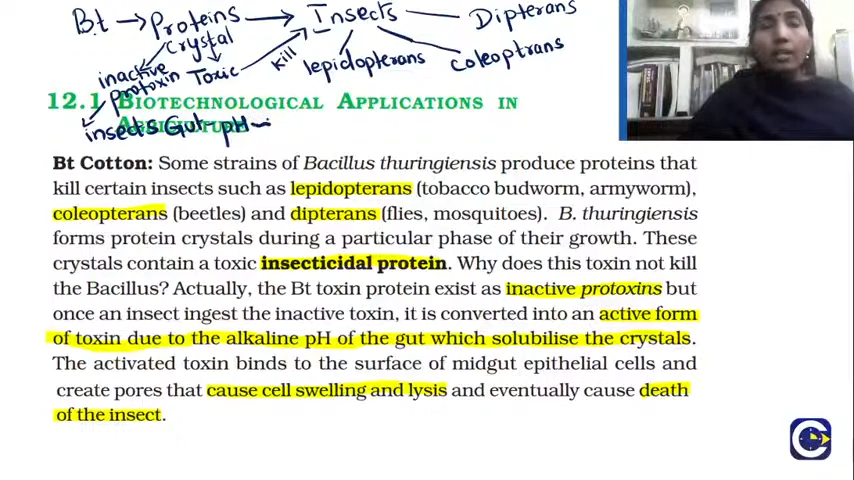 Bt → Proteins → Insects — Dipterans
Crystal
inactive
protoxin Toxic kill lepidopterans coleoptrans
12.1 BIOTECHNOLOGICAL APPLICATIONS IN
insects Gut pH
Bt Cotton: Some strains of Bacillus thuringiensis produce proteins that
kill certain insects such as lepidopterans (tobacco budworm, armyworm),
coleopterans (beetles) and dipterans (flies, mosquitoes). B. thuringiensis
forms protein crystals during a particular phase of their growth. These
crystals contain a toxic insecticidal protein. Why does this toxin not kill
the Bacillus? Actually, the Bt toxin protein exist as inactive protoxins but
once an insect ingest the inactive toxin, it is converted into an active form
of toxin due to the alkaline pH of the gut which solubilise the crystals.
The activated toxin binds to the surface of midgut epithelial cells and
create pores that cause cell swelling and lysis and eventually cause death
of the insect.